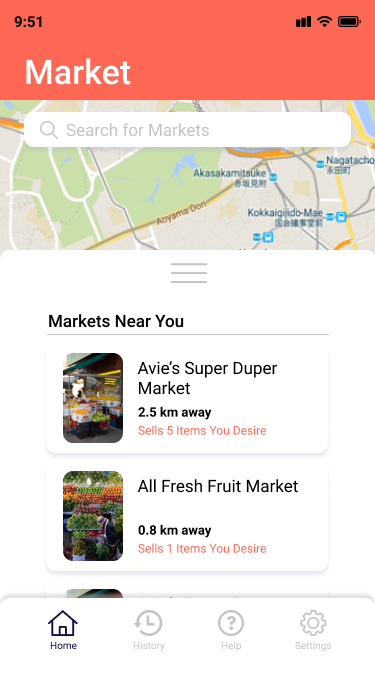 9:51
Market
Search for Markets
Nagatacho
永田町
Akasakamitsuke
赤坂見附
Aoyama Dori
Kokkaigijido-Mae
国会議事堂前
Markets Near You
Avie’s Super Duper
Market
2.5 km away
Sells 5 Items You Desire
All Fresh Fruit Market
0.8 km away
Sells 1 Items You Desire
Home
History
Help
Settings